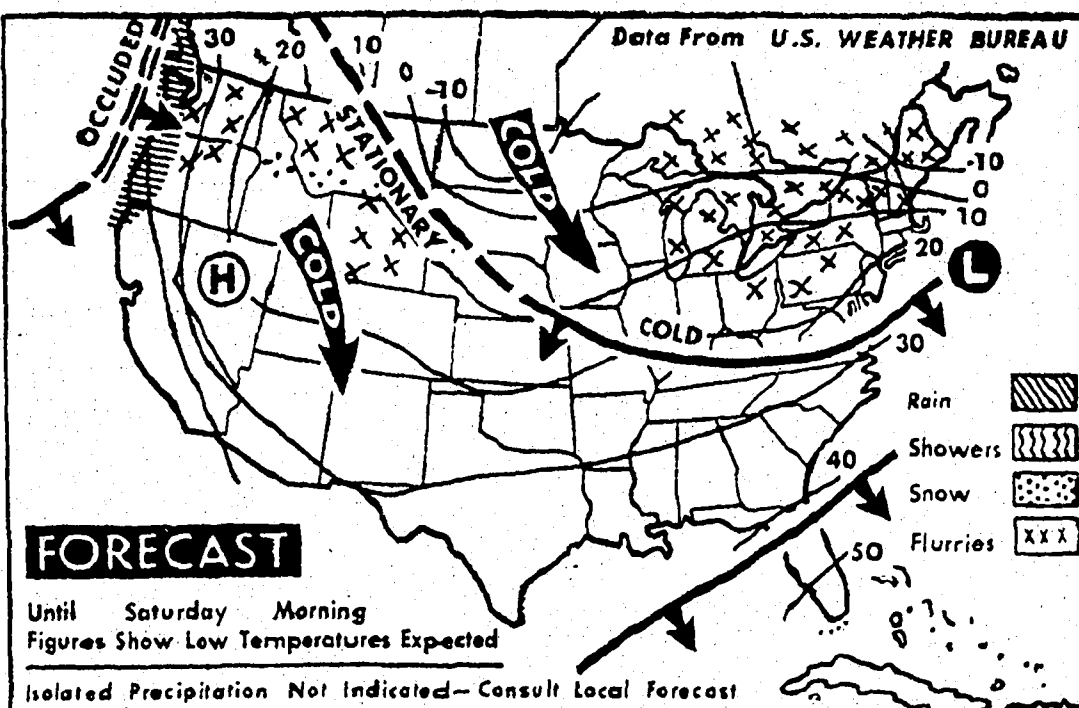 Data From U.S. WEATHER BUREAU
OCCLUDED
30
20
10
0
-10
STATIONARY
COLD
COLD
H
-10
0
10
20
L
COLD
30
Rain
Showers
Snow
Flurries
40
50
FORECAST
Until Saturday Morning
Figures Show Low Temperatures Expected
Isolated Precipitation Not Indicated— Consult Local Forecast